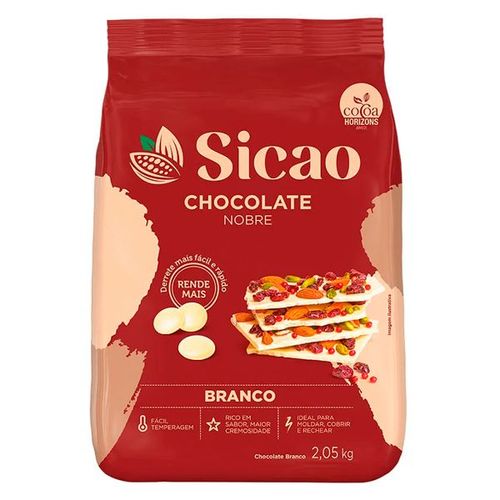 cocoa
HORIZONS
Sicao
CHOCOLATE
NOBRE
Derrete mais fácil e rápido
RENDE
MAIS
Imagem ilustrativa
BRANCO
FÁCIL
TEMPERAGEM
RICO EM
SABOR, MAIOR
CREMOSIDADE
IDEAL PARA
MOLDAR, COBRIR
E RECHEAR
Chocolate Branco 2,05 kg